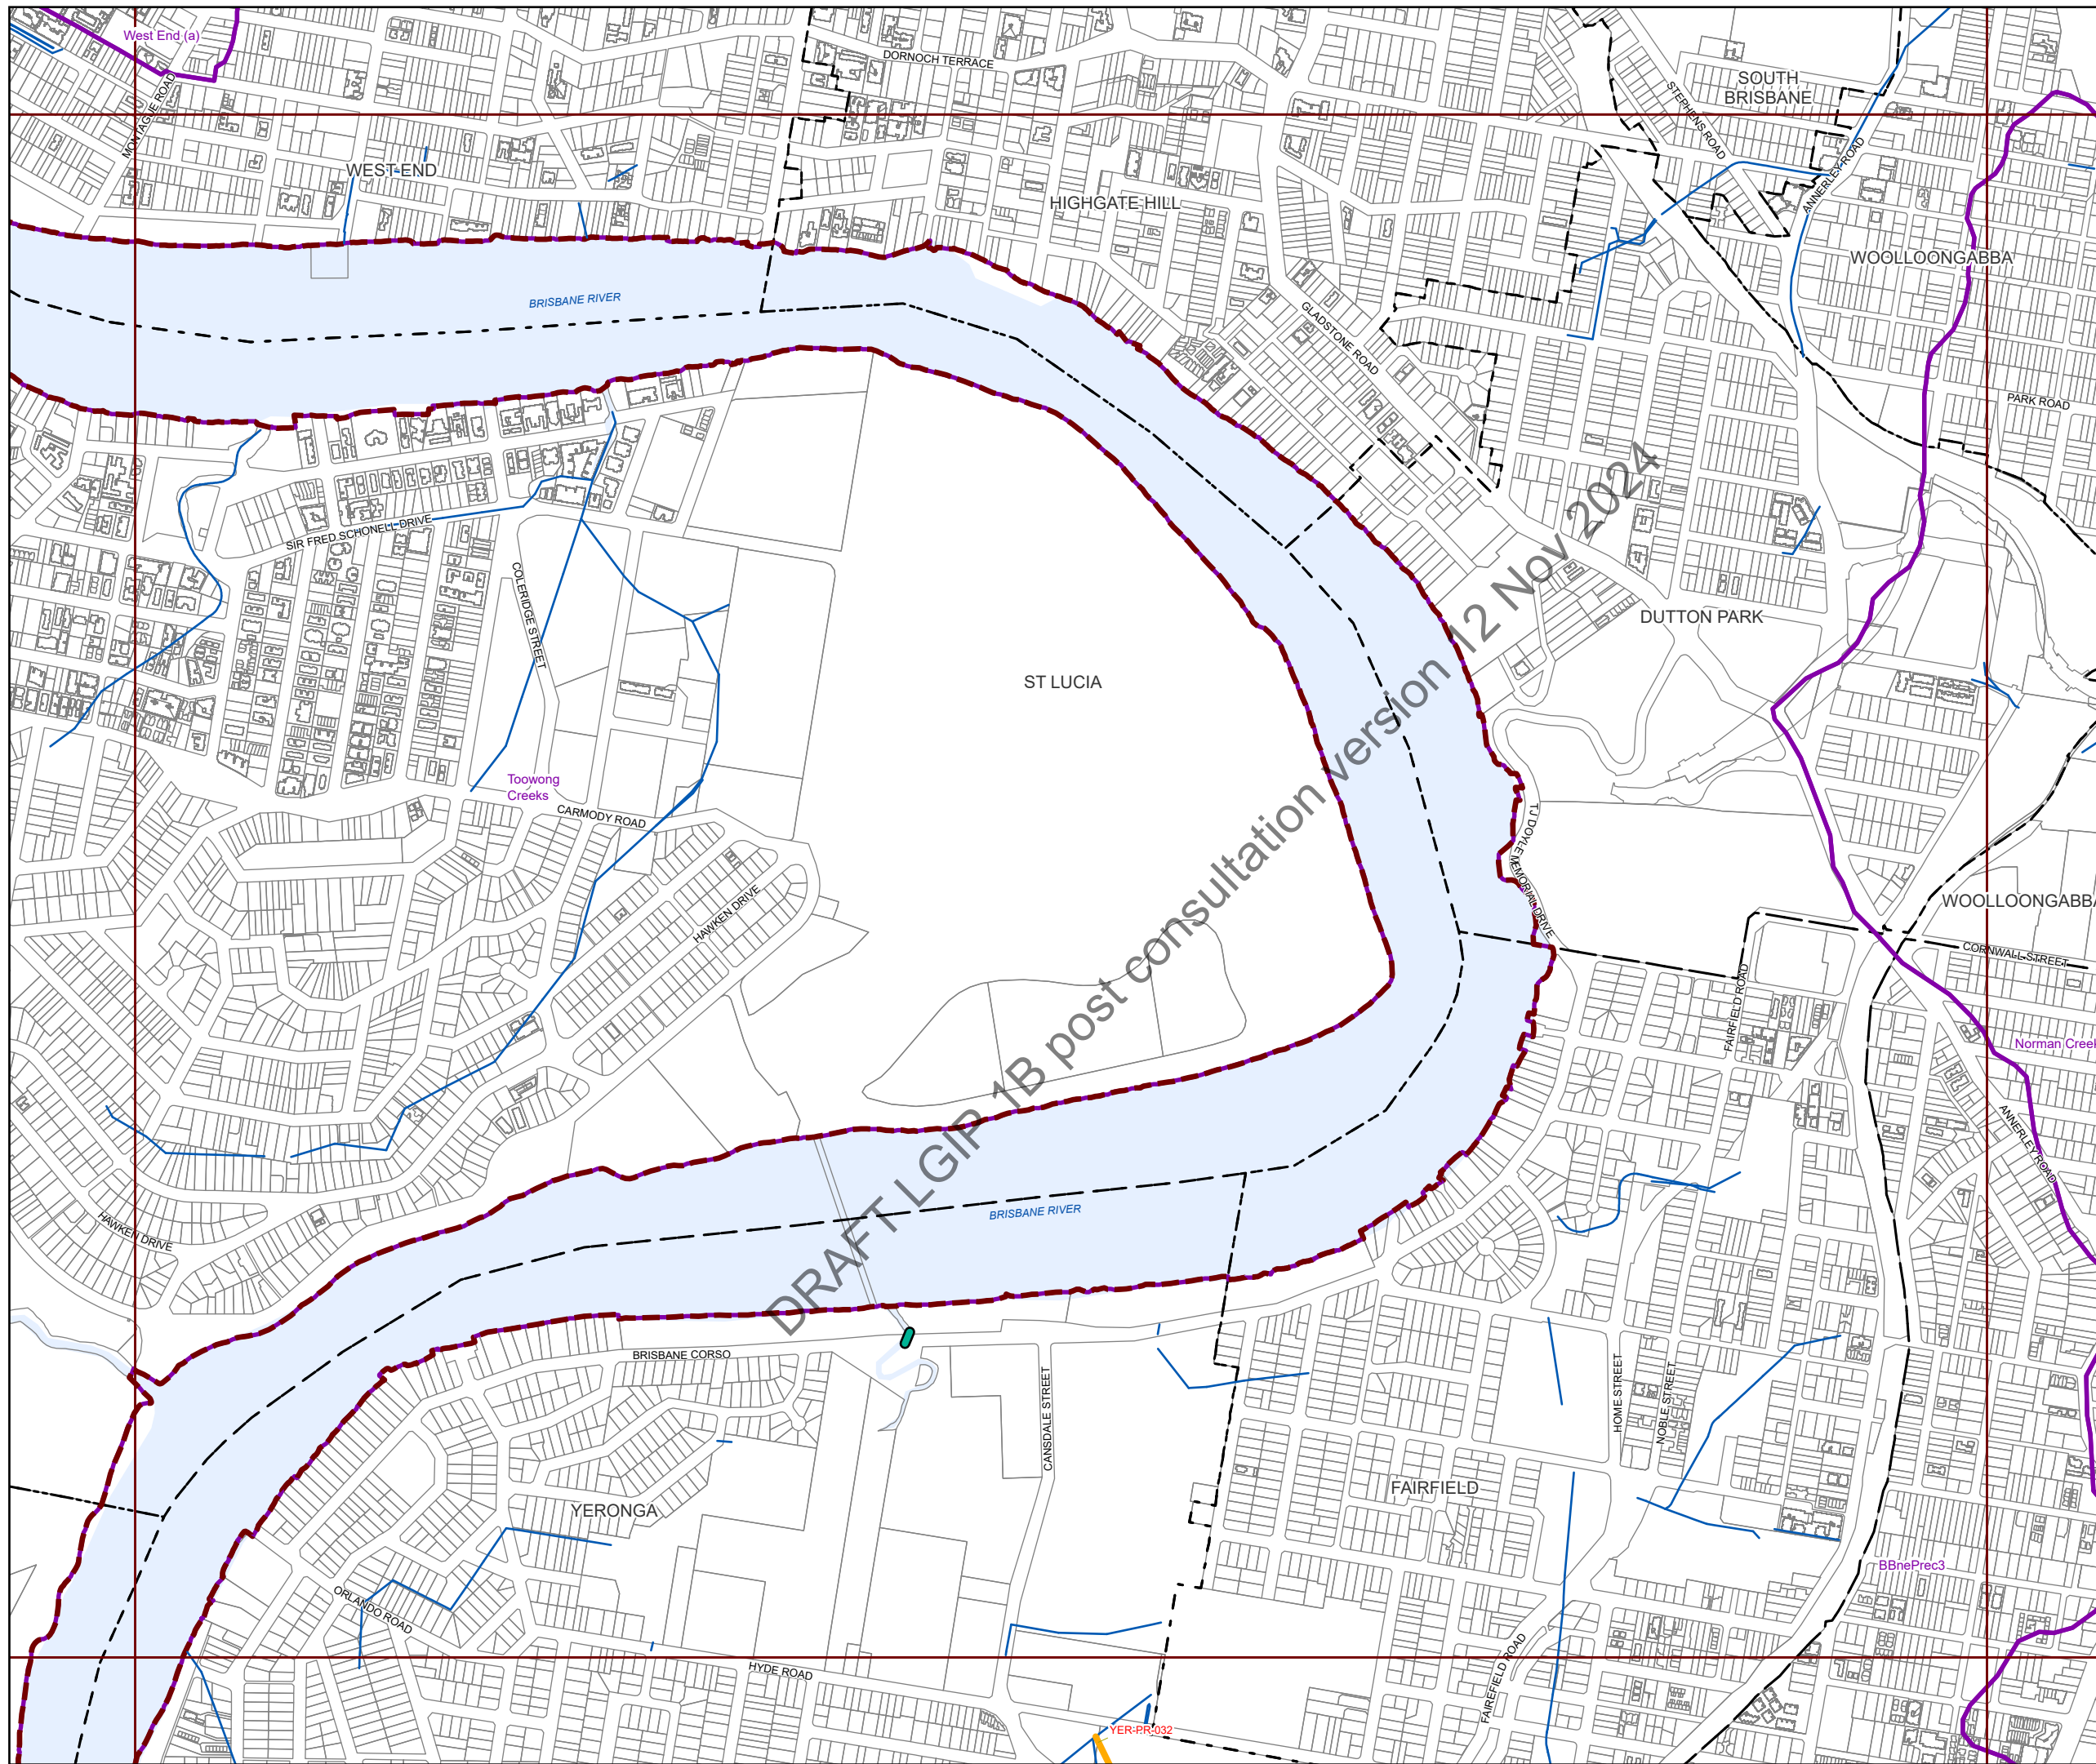 West End (a)
DORNOCH TERRACE
SOUTH
BRISBANE
MONTAGUE ROAD
STEPHENS ROAD
WEST END
ANNERLEY ROAD
HIGHGATE HILL
WOOLLOONGABBA
BRISBANE RIVER
GLADSTONE ROAD
PARK ROAD
SIR FRED SCHONELL DRIVE
COLERIDGE STREET
DUTTON PARK
ST LUCIA
Toowong
Creeks
CARMODY ROAD
TJ DOYLE MEMORIAL DRIVE
HAWKEN DRIVE
WOOLLOONGABBA
CORNWALL STREET
FAIRFIELD ROAD
Norman Creek
DRAFT LGIP 1B post consultation version 12 Nov 2024
ANNERLEY ROAD
BRISBANE RIVER
HAWKEN DRIVE
BRISBANE CORSO
CANSDALE STREET
HOME STREET
NOBLE STREET
FAIRFIELD
YERONGA
BBnePrec3
ORLANDO ROAD
HYDE ROAD
FAIREFIELD ROAD
YER-PR-032